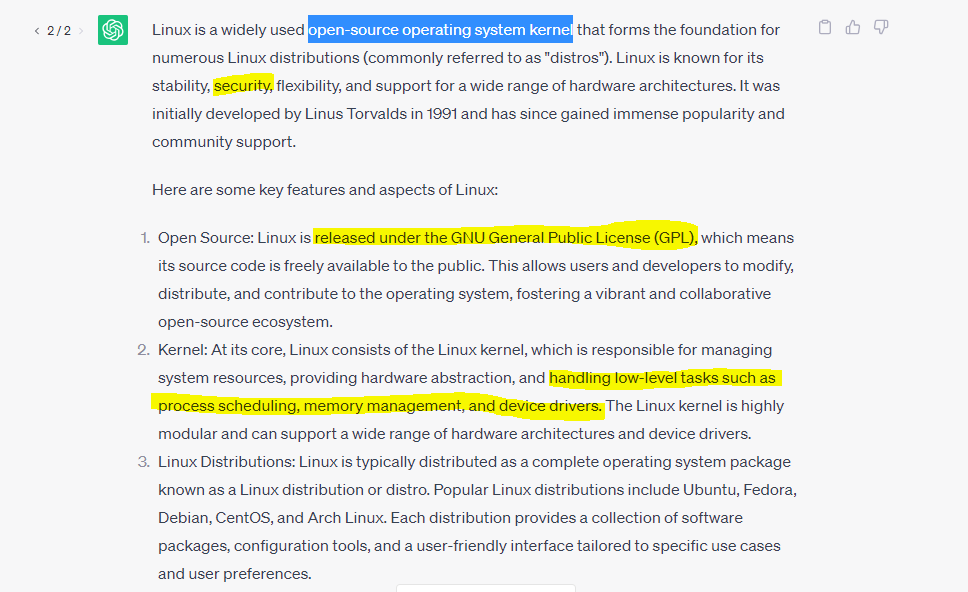 2 / 2
Linux is a widely used open-source operating system kernel that forms the foundation for
numerous Linux distributions (commonly referred to as "distros"). Linux is known for its
stability, security, flexibility, and support for a wide range of hardware architectures. It was
initially developed by Linus Torvalds in 1991 and has since gained immense popularity and
community support.
Here are some key features and aspects of Linux:
1. Open Source: Linux is released under the GNU General Public License (GPL), which means
its source code is freely available to the public. This allows users and developers to modify,
distribute, and contribute to the operating system, fostering a vibrant and collaborative
open-source ecosystem.
2. Kernel: At its core, Linux consists of the Linux kernel, which is responsible for managing
system resources, providing hardware abstraction, and handling low-level tasks such as
process scheduling, memory management, and device drivers. The Linux kernel is highly
modular and can support a wide range of hardware architectures and device drivers.
3. Linux Distributions: Linux is typically distributed as a complete operating system package
known as a Linux distribution or distro. Popular Linux distributions include Ubuntu, Fedora,
Debian, CentOS, and Arch Linux. Each distribution provides a collection of software
packages, configuration tools, and a user-friendly interface tailored to specific use cases
and user preferences.